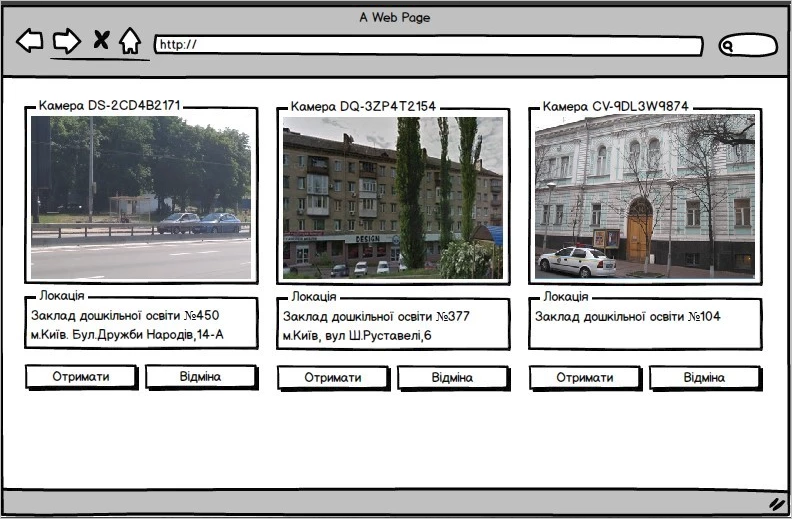 A Web Page
http://
Камера DS-2CD4B2171
Камера DQ-3ZP4T2154
Камера CV-9DL3W9874
DESIGN
Локація
Заклад дошкільної освіти №450
м.Київ. Бул.Дружби Народів,14-А
Локація
Заклад дошкільної освіти №377
м.Київ, вул Ш.Руставелі,6
Локація
Заклад дошкільної освіти №104
Отримати
Відміна
Отримати
Відміна
Отримати
Відміна